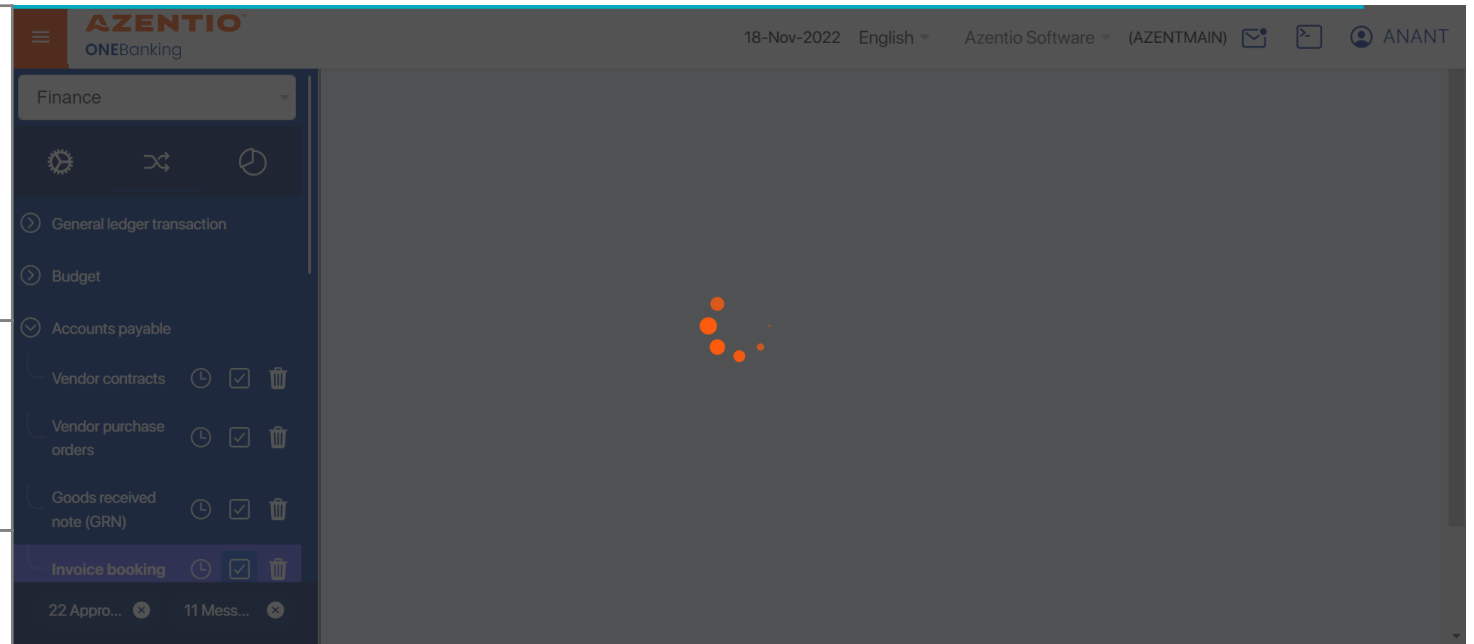 AZENTIO
ONEBanking
18-Nov-2022 English Azentio Software (AZENTMAIN) ANANT
Finance
General ledger transaction
Budget
Accounts payable
Vendor contracts
Vendor purchase
orders
Goods received
note (GRN)
Invoice booking
22 Appro... 11 Mess...